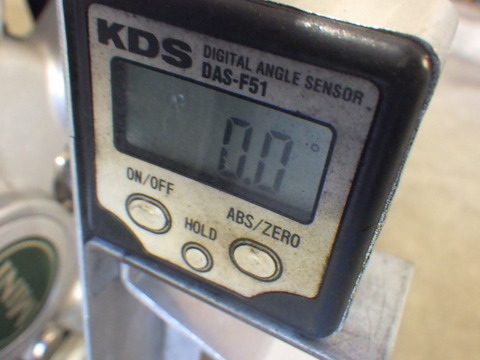 KDS
DIGITAL ANGLE SENSOR
DAS-F51
0.0°
ON/OFF
HOLD
ABS/ZERO